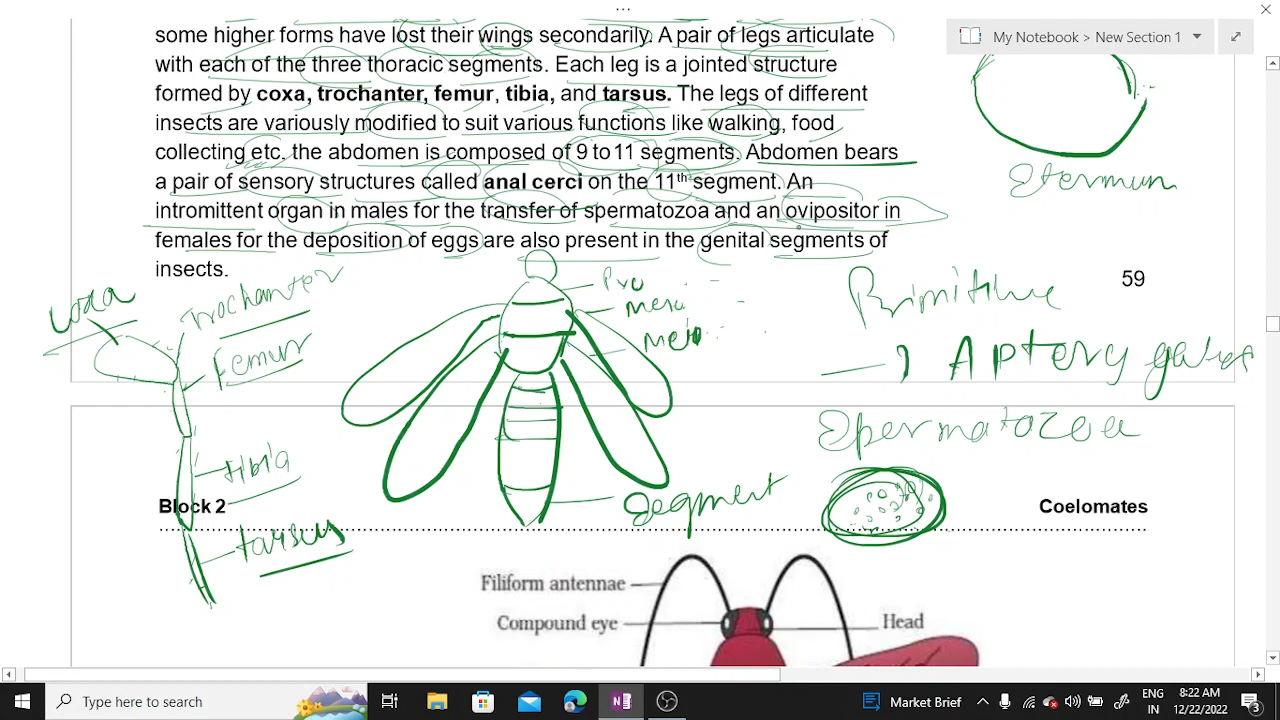 ...
some higher forms have lost their wings secondarily. A pair of legs articulate
with each of the three thoracic segments. Each leg is a jointed structure
formed by coxa, trochanter, femur, tibia, and tarsus. The legs of different
insects are variously modified to suit various functions like walking, food
collecting etc. the abdomen is composed of 9 to 11 segments. Abdomen bears
a pair of sensory structures called anal cerci on the 11th segment. An
intromittent organ in males for the transfer of spermatozoa and an ovipositor in
females for the deposition of eggs are also present in the genital segments of
insects.
My Notebook > New Section 1
59
Coxa
Trochanter
Femur
tibia
tarsus
Pro
Meso
Segment
Primitive
Spermatozoa
Block 2
Coelomates
Filiform antennae
Compound eye
Head
Type here to search
Market Brief
ENG
IN
8:22 AM
12/22/2022
3